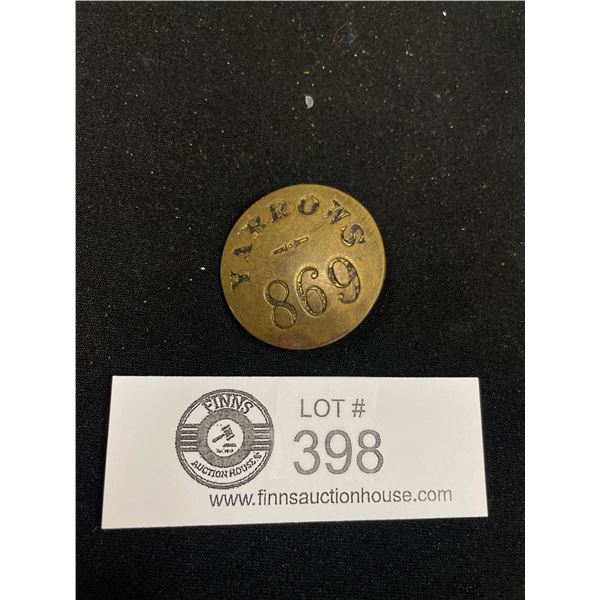 YARROWS
869
FINNS
AUCTION HOUSE
LOT #
398
www.finnsauctionhouse.com